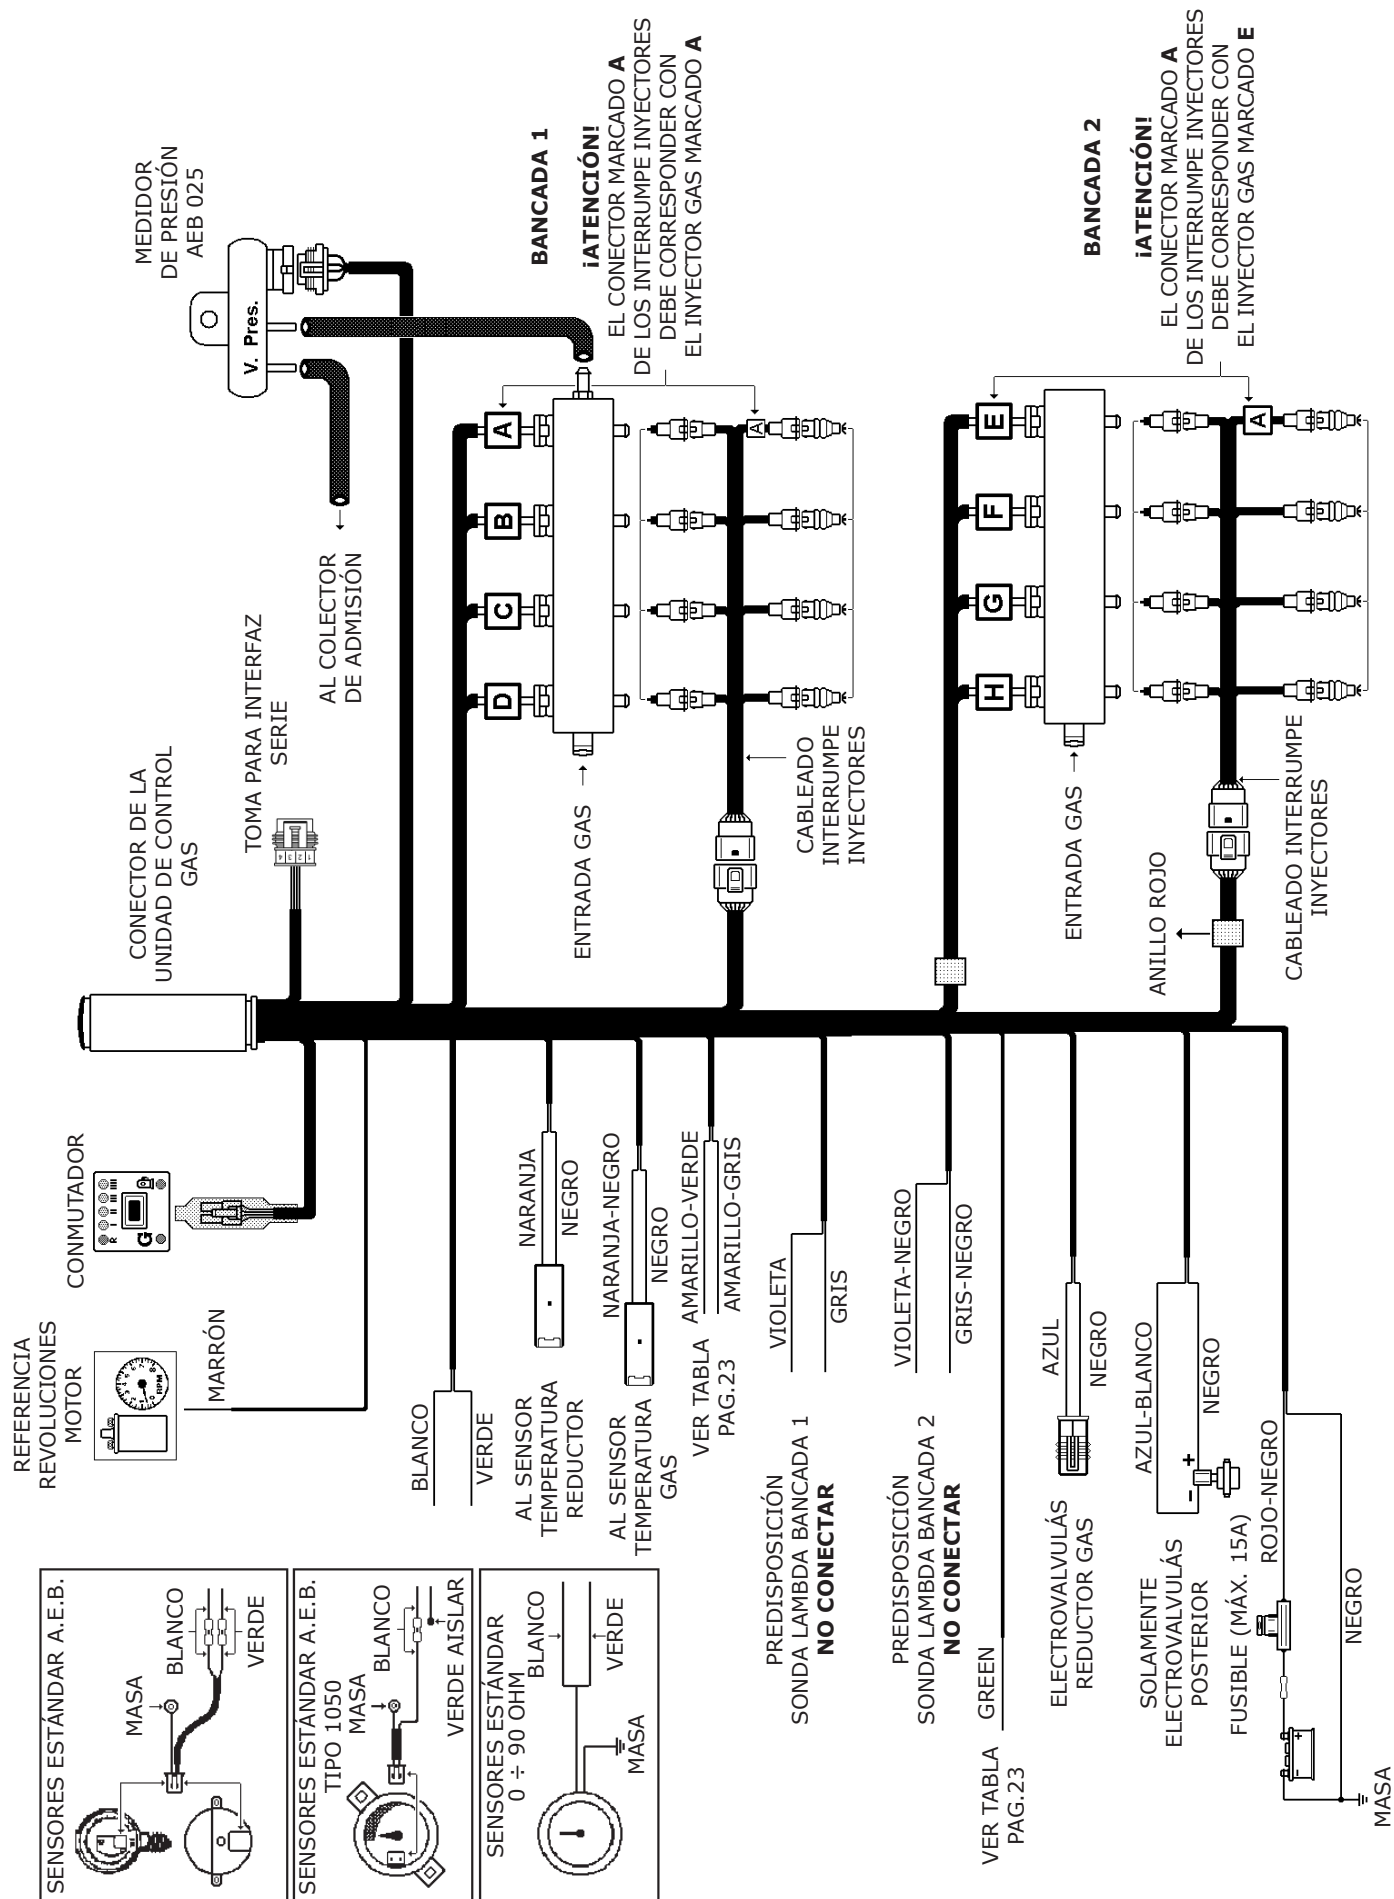 SENSORES ESTÁNDAR A.E.B.
MASA
BLANCO
VERDE
SENSORES ESTÁNDAR A.E.B.
TIPO 1050
MASA
BLANCO
VERDE AISLAR
SENSORES ESTÁNDAR
0 ÷ 90 OHM
BLANCO
VERDE
MASA
REFERENCIA
REVOLUCIONES
MOTOR
RPM
MARRÓN
CONMUTADOR
R
I
II
III
IIII
G
CONECTOR DE LA
UNIDAD DE CONTROL
GAS
TOMA PARA INTERFAZ
SERIE
1
2
3
4
MEDIDOR
DE PRESIÓN
AEB 025
V. Pres.
AL COLECTOR
DE ADMISIÓN
BLANCO
VERDE
AL SENSOR
TEMPERATURA
REDUCTOR
NARANJA
NEGRO
AL SENSOR
TEMPERATURA
GAS
NARANJA-NEGRO
NEGRO
VER TABLA
PAG.23
AMARILLO-VERDE
AMARILLO-GRIS
PREDISPOSICIÓN
SONDA LAMBDA BANCADA 1
NO CONECTAR
VIOLETA
GRIS
PREDISPOSICIÓN
SONDA LAMBDA BANCADA 2
NO CONECTAR
VIOLETA-NEGRO
GRIS-NEGRO
VER TABLA
PAG.23
GREEN
ELECTROVALVULÁS
REDUCTOR GAS
AZUL
NEGRO
SOLAMENTE
ELECTROVALVULÁS
POSTERIOR
AZUL-BLANCO
NEGRO
- +
FUSIBLE (MÁX. 15A)
ROJO-NEGRO
- +
NEGRO
MASA
D
C
B
A
ENTRADA GAS
BANCADA 1
¡ATENCIÓN!
EL CONECTOR MARCADO A
DE LOS INTERRUMPE INYECTORES
DEBE CORRESPONDER CON
EL INYECTOR GAS MARCADO A
A
CABLEADO
INTERRUMPE
INYECTORES
H
G
F
E
ENTRADA GAS
BANCADA 2
¡ATENCIÓN!
EL CONECTOR MARCADO A
DE LOS INTERRUMPE INYECTORES
DEBE CORRESPONDER CON
EL INYECTOR GAS MARCADO E
A
ANILLO ROJO
CABLEADO INTERRUMPE
INYECTORES